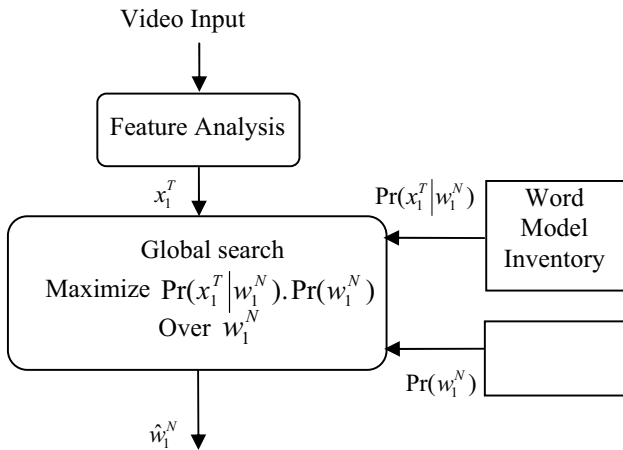 Video Input
Feature Analysis
x_1^T
Pr(x_1^T|w_1^N)
Word
Model
Inventory
Global search
Maximize Pr(x_1^T|w_1^N).Pr(w_1^N)
Over w_1^N
Pr(w_1^N)
ŵ_1^N